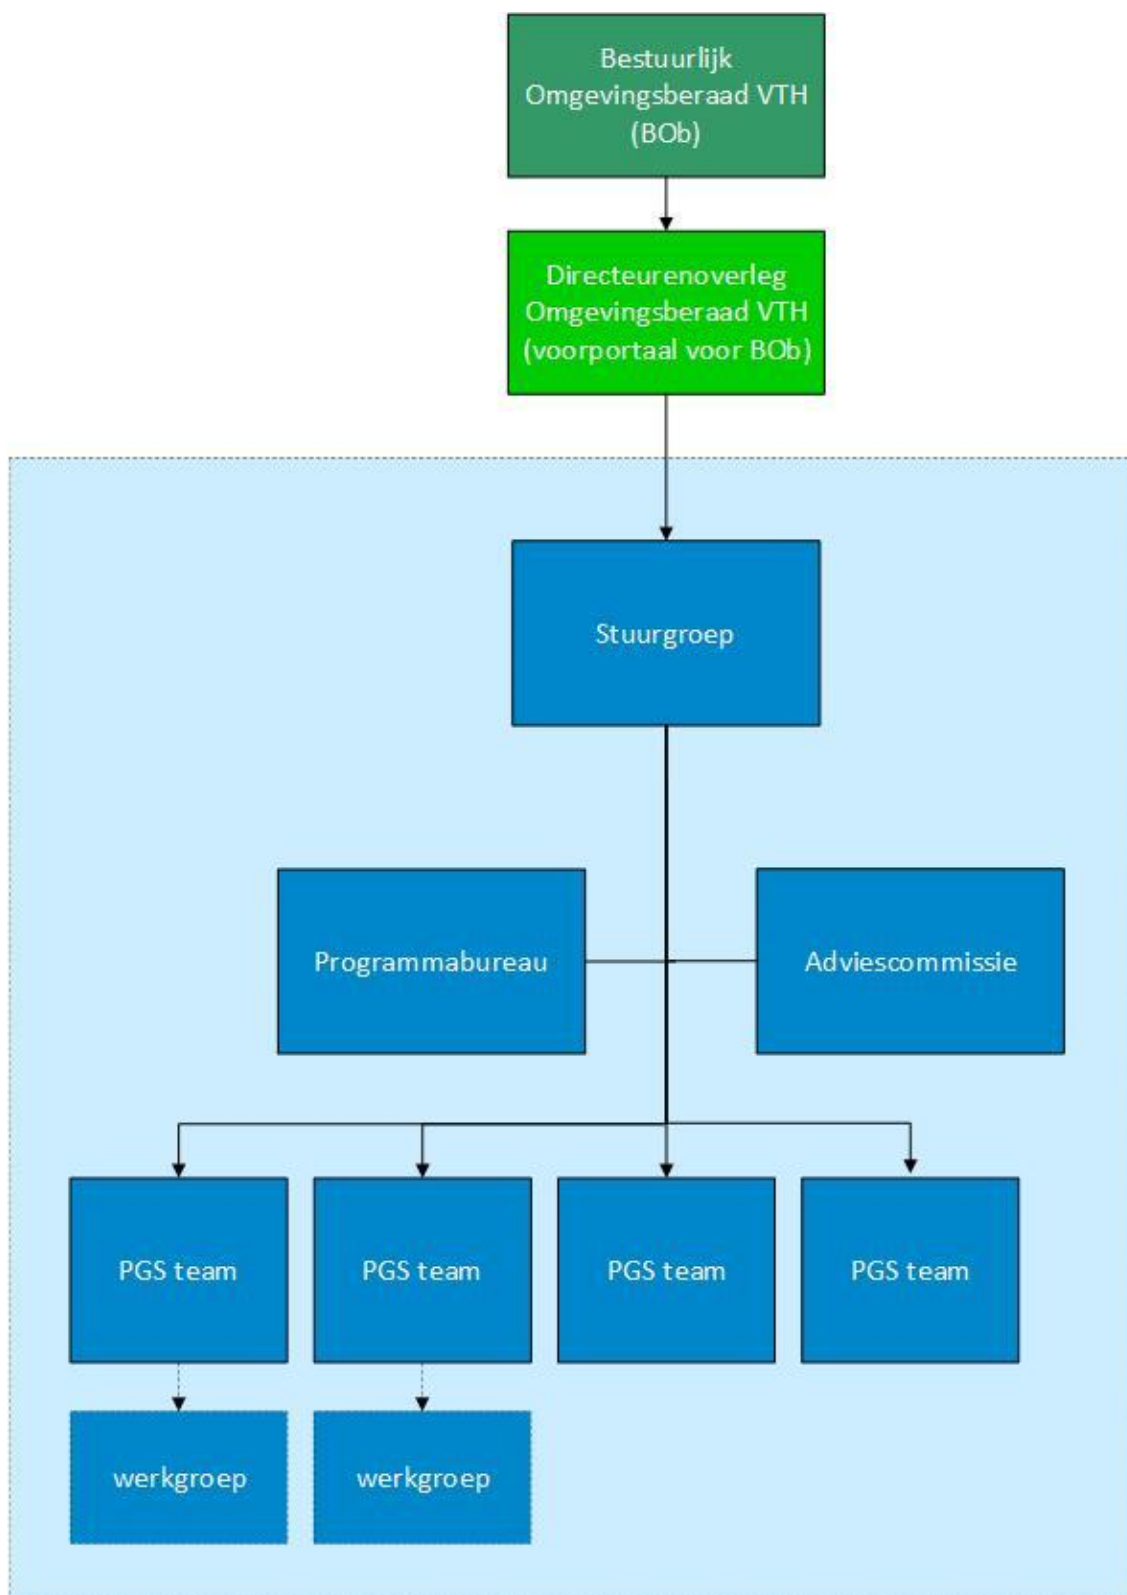 Bestuurlijk
Omgevingsberaad VTH
(BOb)
Directeurenoverleg
Omgevingsberaad VTH
(voorportaal voor BOb)
Stuurgroep
Programmabureau
Adviescommissie
PGS team
PGS team
PGS team
PGS team
werkgroep
werkgroep